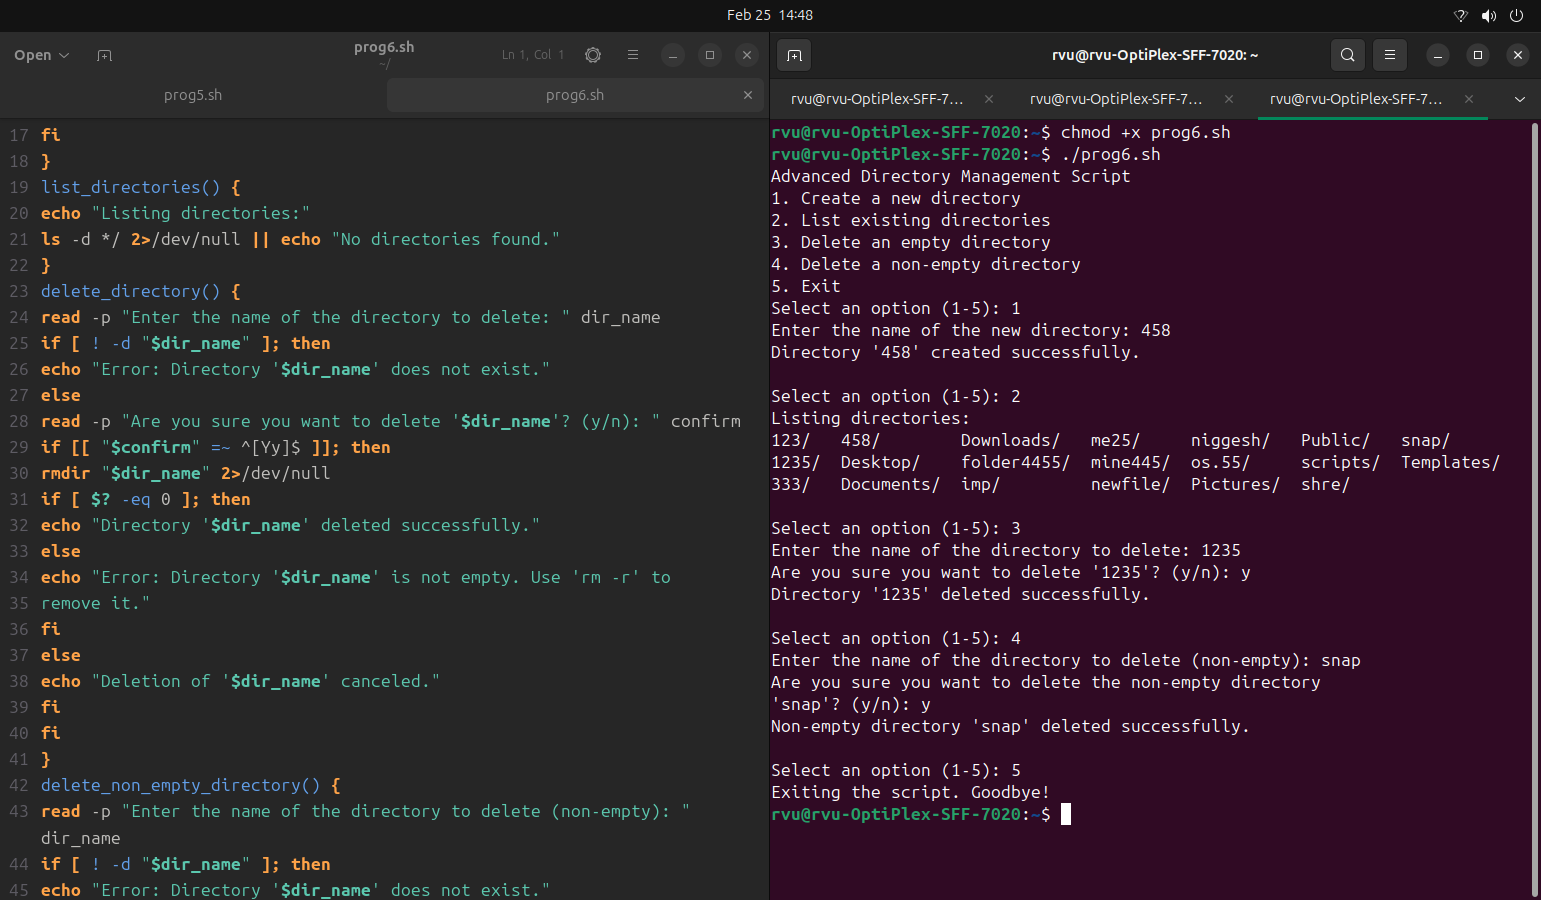 Feb 25 14:48
Open
prog6.sh
~/
Ln 1, Col 1
prog5.sh
prog6.sh
17 fi
18 }
19 list_directories() {
20 echo "Listing directories:"
21 ls -d */ 2>/dev/null || echo "No directories found."
22 }
23 delete_directory() {
24 read -p "Enter the name of the directory to delete: " dir_name
25 if [ ! -d "$dir_name" ]; then
26 echo "Error: Directory '$dir_name' does not exist."
27 else
28 read -p "Are you sure you want to delete '$dir_name'? (y/n): " confirm
29 if [[ "$confirm" =~ ^[Yy]$ ]]; then
30 rmdir "$dir_name" 2>/dev/null
31 if [ $? -eq 0 ]; then
32 echo "Directory '$dir_name' deleted successfully."
33 else
34 echo "Error: Directory '$dir_name' is not empty. Use 'rm -r' to
35 remove it."
36 fi
37 else
38 echo "Deletion of '$dir_name' canceled."
39 fi
40 fi
41 }
42 delete_non_empty_directory() {
43 read -p "Enter the name of the directory to delete (non-empty): "
dir_name
44 if [ ! -d "$dir_name" ]; then
45 echo "Error: Directory '$dir_name' does not exist."
rvu@rvu-OptiPlex-SFF-7020: ~
rvu@rvu-OptiPlex-SFF-7...
rvu@rvu-OptiPlex-SFF-7...
rvu@rvu-OptiPlex-SFF-7...
rvu@rvu-OptiPlex-SFF-7020:~$ chmod +x prog6.sh
rvu@rvu-OptiPlex-SFF-7020:~$ ./prog6.sh
Advanced Directory Management Script
1. Create a new directory
2. List existing directories
3. Delete an empty directory
4. Delete a non-empty directory
5. Exit
Select an option (1-5): 1
Enter the name of the new directory: 458
Directory '458' created successfully.
Select an option (1-5): 2
Listing directories:
123/ 458/ Downloads/ me25/ niggesh/ Public/ snap/
1235/ Desktop/ folder4455/ mine445/ os.55/ scripts/ Templates/
333/ Documents/ imp/ newfile/ Pictures/ shre/
Select an option (1-5): 3
Enter the name of the directory to delete: 1235
Are you sure you want to delete '1235'? (y/n): y
Directory '1235' deleted successfully.
Select an option (1-5): 4
Enter the name of the directory to delete (non-empty): snap
Are you sure you want to delete the non-empty directory
'snap'? (y/n): y
Non-empty directory 'snap' deleted successfully.
Select an option (1-5): 5
Exiting the script. Goodbye!
rvu@rvu-OptiPlex-SFF-7020:~$